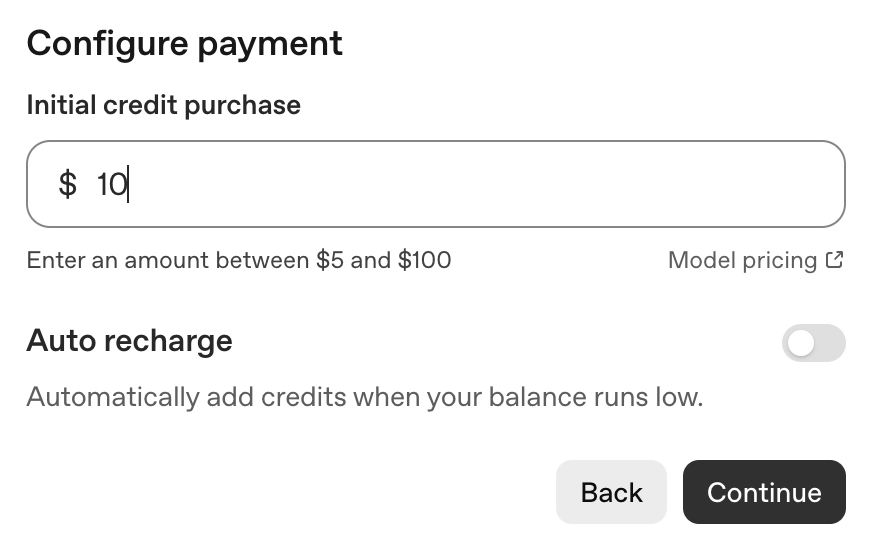 Configure payment
Initial credit purchase
$ 10
Enter an amount between $5 and $100 Model pricing
Auto recharge
Automatically add credits when your balance runs low.
Back Continue